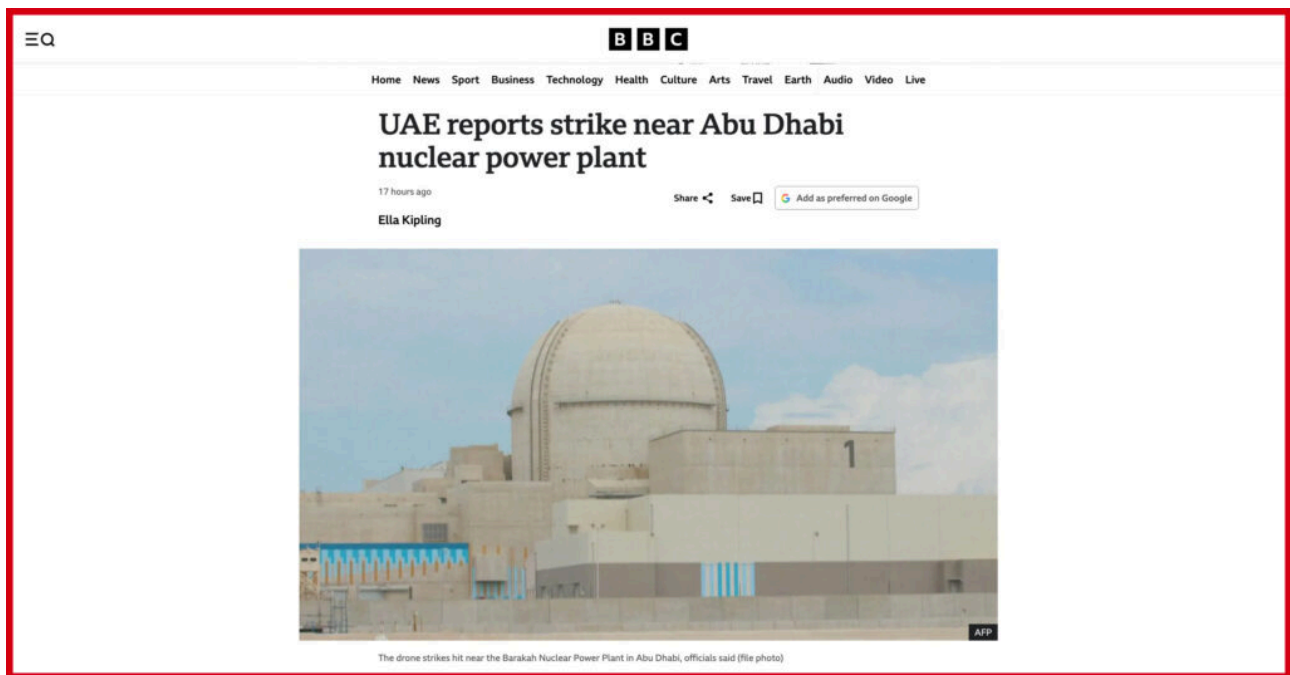 BBC
Home News Sport Business Technology Health Culture Arts Travel Earth Audio Video Live
UAE reports strike near Abu Dhabi
nuclear power plant
17 hours ago
Share Save Add as preferred on Google
Ella Kipling
1
AFP
The drone strikes hit near the Barakah Nuclear Power Plant in Abu Dhabi, officials said (file photo)